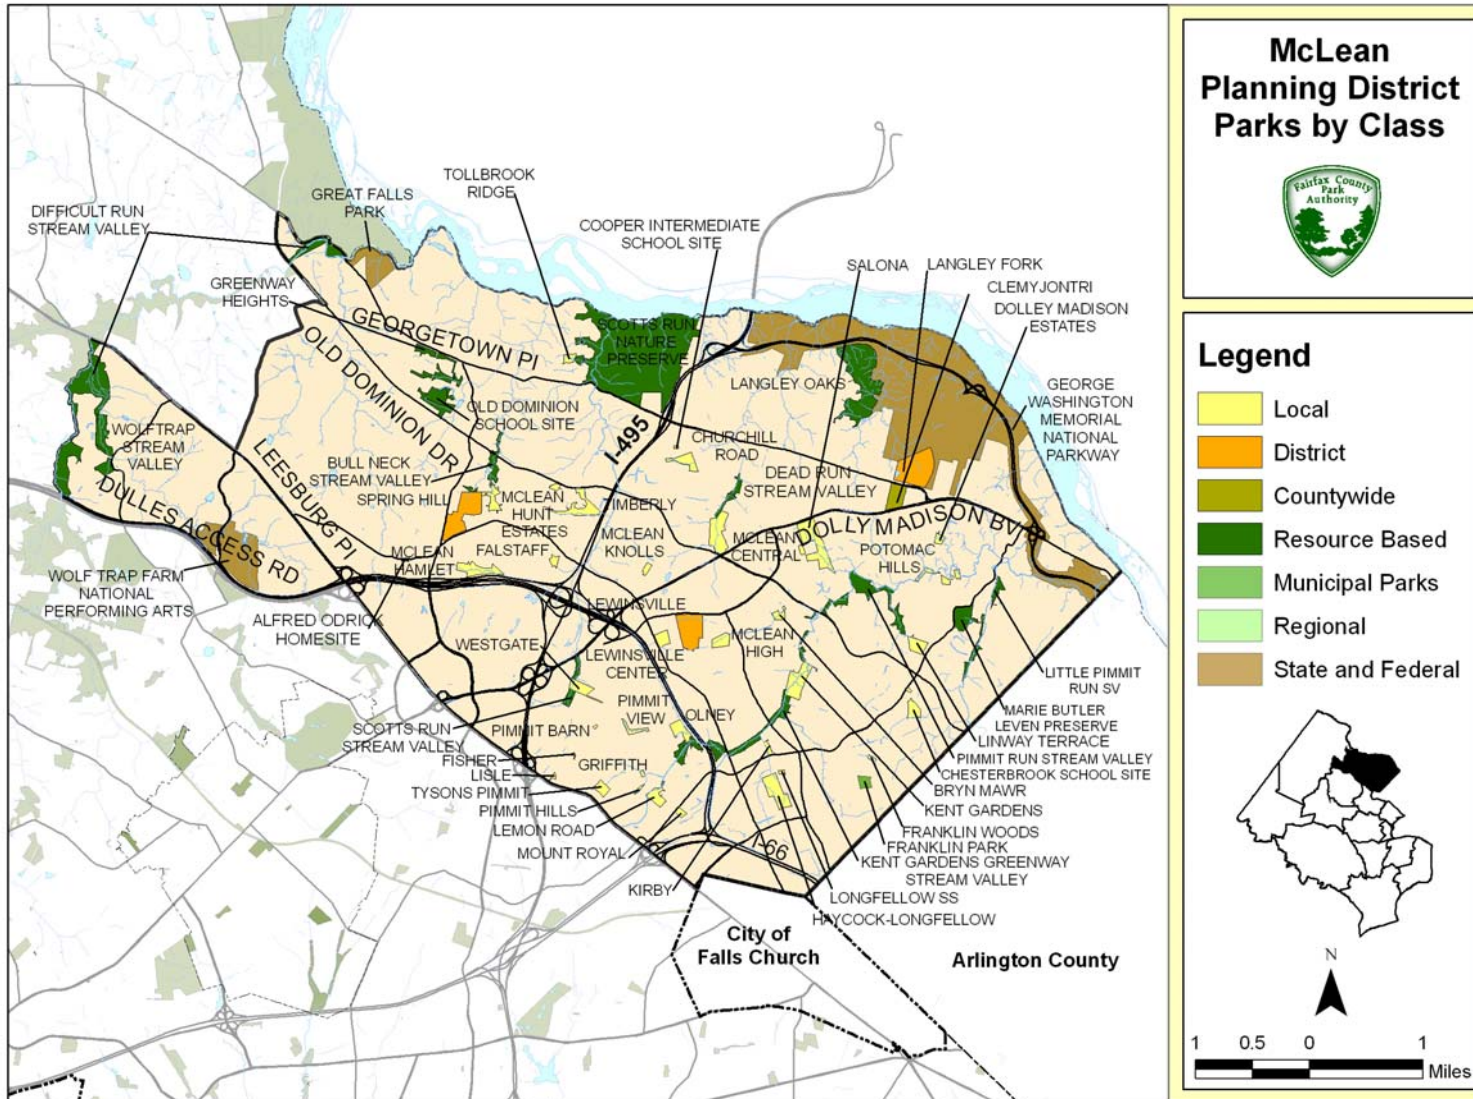 McLean
Planning District
Parks by Class
Fairfax County
Park
Authority
Legend
Local
District
Countywide
Resource Based
Municipal Parks
Regional
State and Federal
N
1 0.5 0 1
Miles
TOLLBROOK
RIDGE
GREAT FALLS
PARK
DIFFICULT RUN
STREAM VALLEY
COOPER INTERMEDIATE
SCHOOL SITE
SALONA
LANGLEY FORK
CLEMYJONTRI
DOLLEY MADISON
ESTATES
GREENWAY
HEIGHTS
GEORGETOWN PI
SCOTTS RUN
NATURE
PRESERVE
OLD DOMINION DR
LANGLEY OAKS
GEORGE
WASHINGTON
MEMORIAL
NATIONAL
PARKWAY
OLD DOMINION
SCHOOL SITE
I-495
CHURCHILL
ROAD
WOLFTRAP
STREAM
VALLEY
LEESBURG PI
BULL NECK
STREAM VALLEY
SPRING HILL
DEAD RUN
STREAM VALLEY
DULLES ACCESS RD
MCLEAN
HUNT
ESTATES
TIMBERLY
DOLLY MADISON BV
MCLEAN
HAMLET
FALSTAFF
MCLEAN
KNOLLS
MCLEAN
CENTRAL
POTOMAC
HILLS
WOLF TRAP FARM
NATIONAL
PERFORMING ARTS
ALFRED ODRICK
HOMESITE
LEWINSVILLE
WESTGATE
LEWINSVILLE
CENTER
MCLEAN
HIGH
LITTLE PIMMIT
RUN SV
PIMMIT
VIEW
OLNEY
MARIE BUTLER
LEVEN PRESERVE
SCOTTS RUN
STREAM VALLEY
PIMMIT BARN
LINWAY TERRACE
PIMMIT RUN STREAM VALLEY
FISHER
GRIFFITH
CHESTERBROOK SCHOOL SITE
LISLE
BRYN MAWR
TYSONS PIMMIT
KENT GARDENS
PIMMIT HILLS
LEMON ROAD
FRANKLIN WOODS
FRANKLIN PARK
MOUNT ROYAL
I-66
KENT GARDENS GREENWAY
STREAM VALLEY
KIRBY
LONGFELLOW SS
HAYCOCK-LONGFELLOW
City of
Falls Church
Arlington County